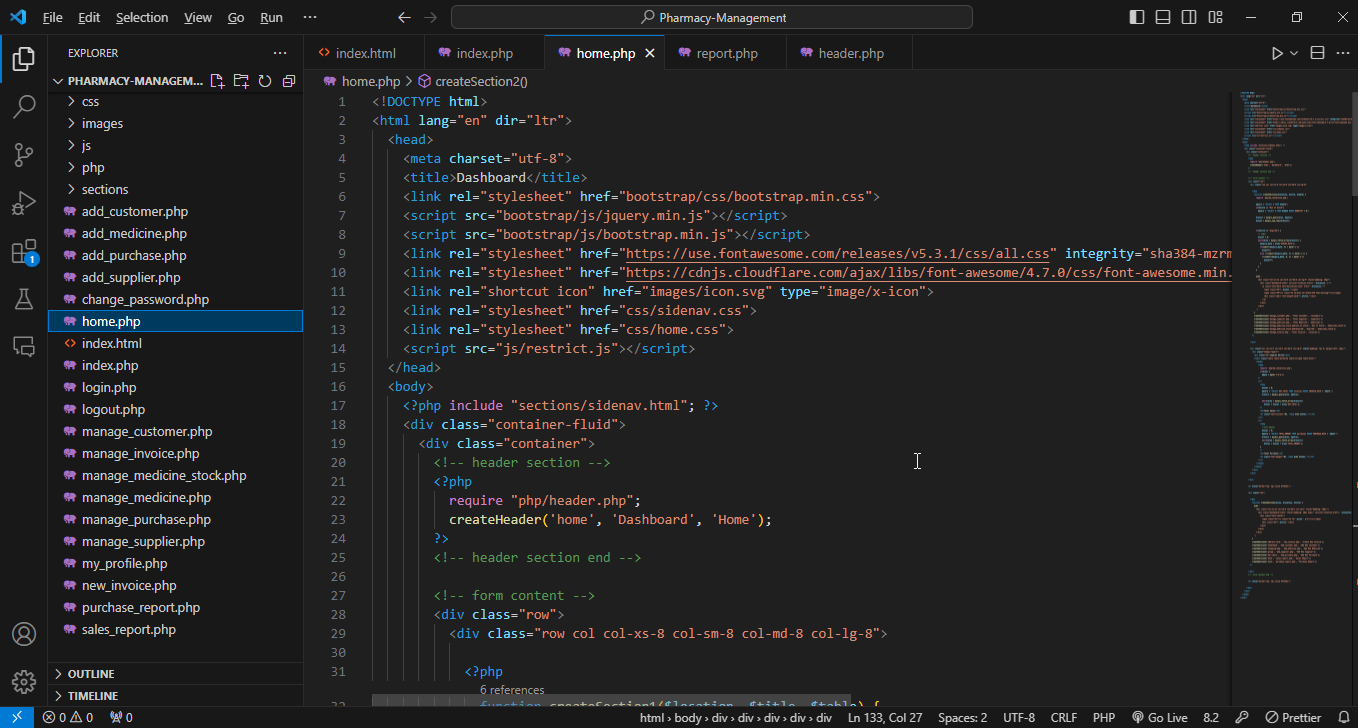 File Edit Selection View Go Run ··· Pharmacy-Management
EXPLORER
PHARMACY-MANAGEM...
css
images
js
php
sections
add_customer.php
add_medicine.php
add_purchase.php
add_supplier.php
change_password.php
home.php
index.html
index.php
login.php
logout.php
manage_customer.php
manage_invoice.php
manage_medicine_stock.php
manage_medicine.php
manage_purchase.php
manage_supplier.php
my_profile.php
new_invoice.php
purchase_report.php
sales_report.php
OUTLINE
TIMELINE
1
index.html index.php home.php report.php header.php
home.php > createSection2()
1 <!DOCTYPE html>
2 <html lang="en" dir="ltr">
3 <head>
4 <meta charset="utf-8">
5 <title>Dashboard</title>
6 <link rel="stylesheet" href="bootstrap/css/bootstrap.min.css">
7 <script src="bootstrap/js/jquery.min.js"></script>
8 <script src="bootstrap/js/bootstrap.min.js"></script>
9 <link rel="stylesheet" href="https://use.fontawesome.com/releases/v5.3.1/css/all.css" integrity="sha384-mzrm
10 <link rel="stylesheet" href="https://cdnjs.cloudflare.com/ajax/libs/font-awesome/4.7.0/css/font-awesome.min.
11 <link rel="shortcut icon" href="images/icon.svg" type="image/x-icon">
12 <link rel="stylesheet" href="css/sidenav.css">
13 <link rel="stylesheet" href="css/home.css">
14 <script src="js/restrict.js"></script>
15 </head>
16 <body>
17 <?php include "sections/sidenav.html"; ?>
18 <div class="container-fluid">
19 <div class="container">
20 <!-- header section -->
21 <?php
22 require "php/header.php";
23 createHeader('home', 'Dashboard', 'Home');
24 ?>
25 <!-- header section end -->
26
27 <!-- form content -->
28 <div class="row">
29 <div class="row col col-xs-8 col-sm-8 col-md-8 col-lg-8">
30
31 <?php
6 references
32 function createSection1($location, $title, $table) {
0 0 0 html > body > div > div > div > div > div Ln 133, Col 27 Spaces: 2 UTF-8 CRLF PHP Go Live 8.2 Prettier